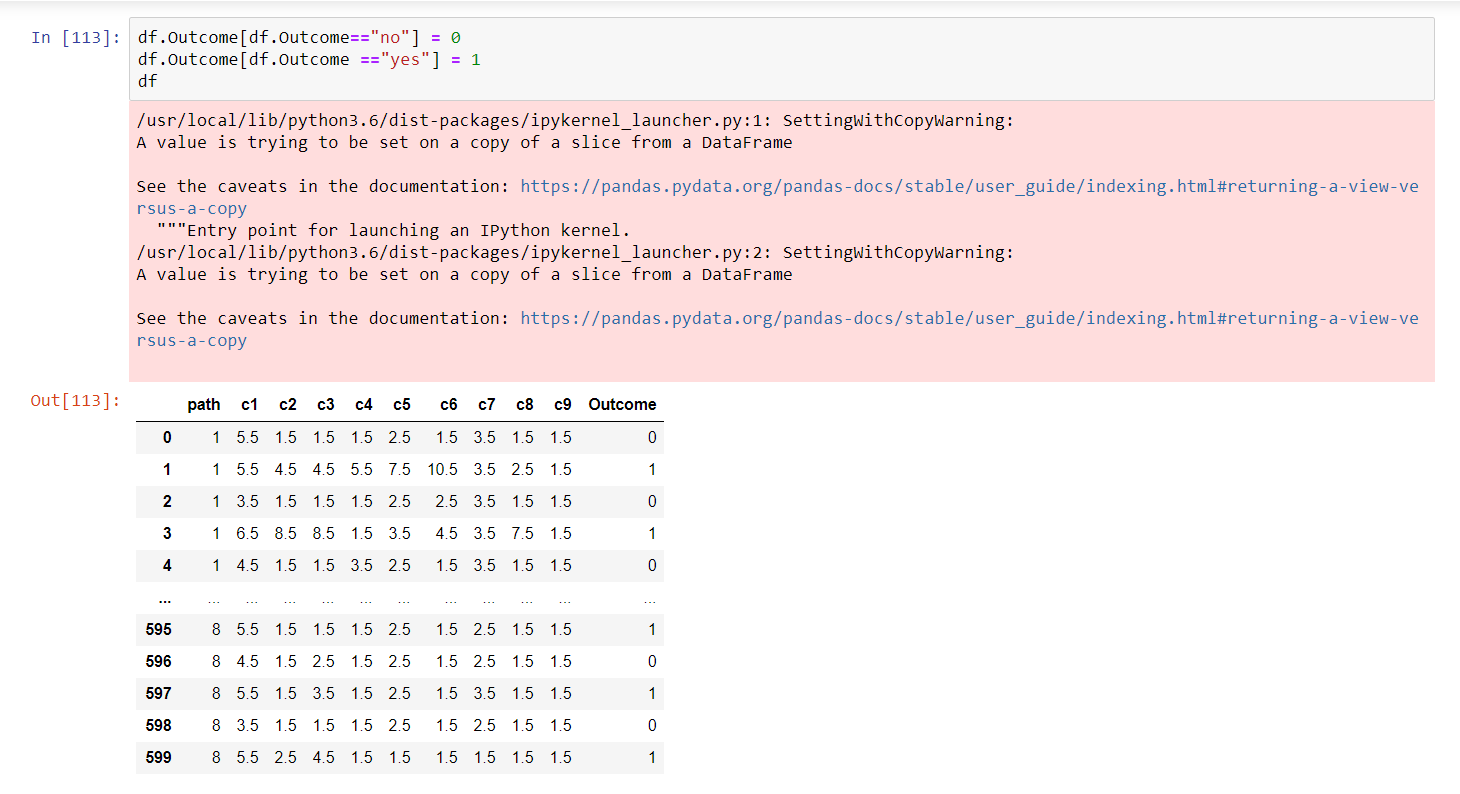 In [113]: df.Outcome[df.Outcome=="no"] = 0
df.Outcome[df.Outcome =="yes"] = 1
df
/usr/local/lib/python3.6/dist-packages/ipykernel_launcher.py:1: SettingWithCopyWarning:
A value is trying to be set on a copy of a slice from a DataFrame
See the caveats in the documentation: https://pandas.pydata.org/pandas-docs/stable/user_guide/indexing.html#returning-a-view-ve
rsus-a-copy
"""Entry point for launching an IPython kernel.
/usr/local/lib/python3.6/dist-packages/ipykernel_launcher.py:2: SettingWithCopyWarning:
A value is trying to be set on a copy of a slice from a DataFrame
See the caveats in the documentation: https://pandas.pydata.org/pandas-docs/stable/user_guide/indexing.html#returning-a-view-ve
rsus-a-copy
Out[113]:
path c1 c2 c3 c4 c5 c6 c7 c8 c9 Outcome
0 1 5.5 1.5 1.5 1.5 2.5 1.5 3.5 1.5 1.5 0
1 1 5.5 4.5 4.5 5.5 7.5 10.5 3.5 2.5 1.5 1
2 1 3.5 1.5 1.5 1.5 2.5 2.5 3.5 1.5 1.5 0
3 1 6.5 8.5 8.5 1.5 3.5 4.5 3.5 7.5 1.5 1
4 1 4.5 1.5 1.5 3.5 2.5 1.5 3.5 1.5 1.5 0
... ... ... ... ... ... ... ... ... ... ... ...
595 8 5.5 1.5 1.5 1.5 2.5 1.5 2.5 1.5 1.5 1
596 8 4.5 1.5 2.5 1.5 2.5 1.5 2.5 1.5 1.5 0
597 8 5.5 1.5 3.5 1.5 2.5 1.5 3.5 1.5 1.5 1
598 8 3.5 1.5 1.5 1.5 2.5 1.5 2.5 1.5 1.5 0
599 8 5.5 2.5 4.5 1.5 1.5 1.5 1.5 1.5 1.5 1